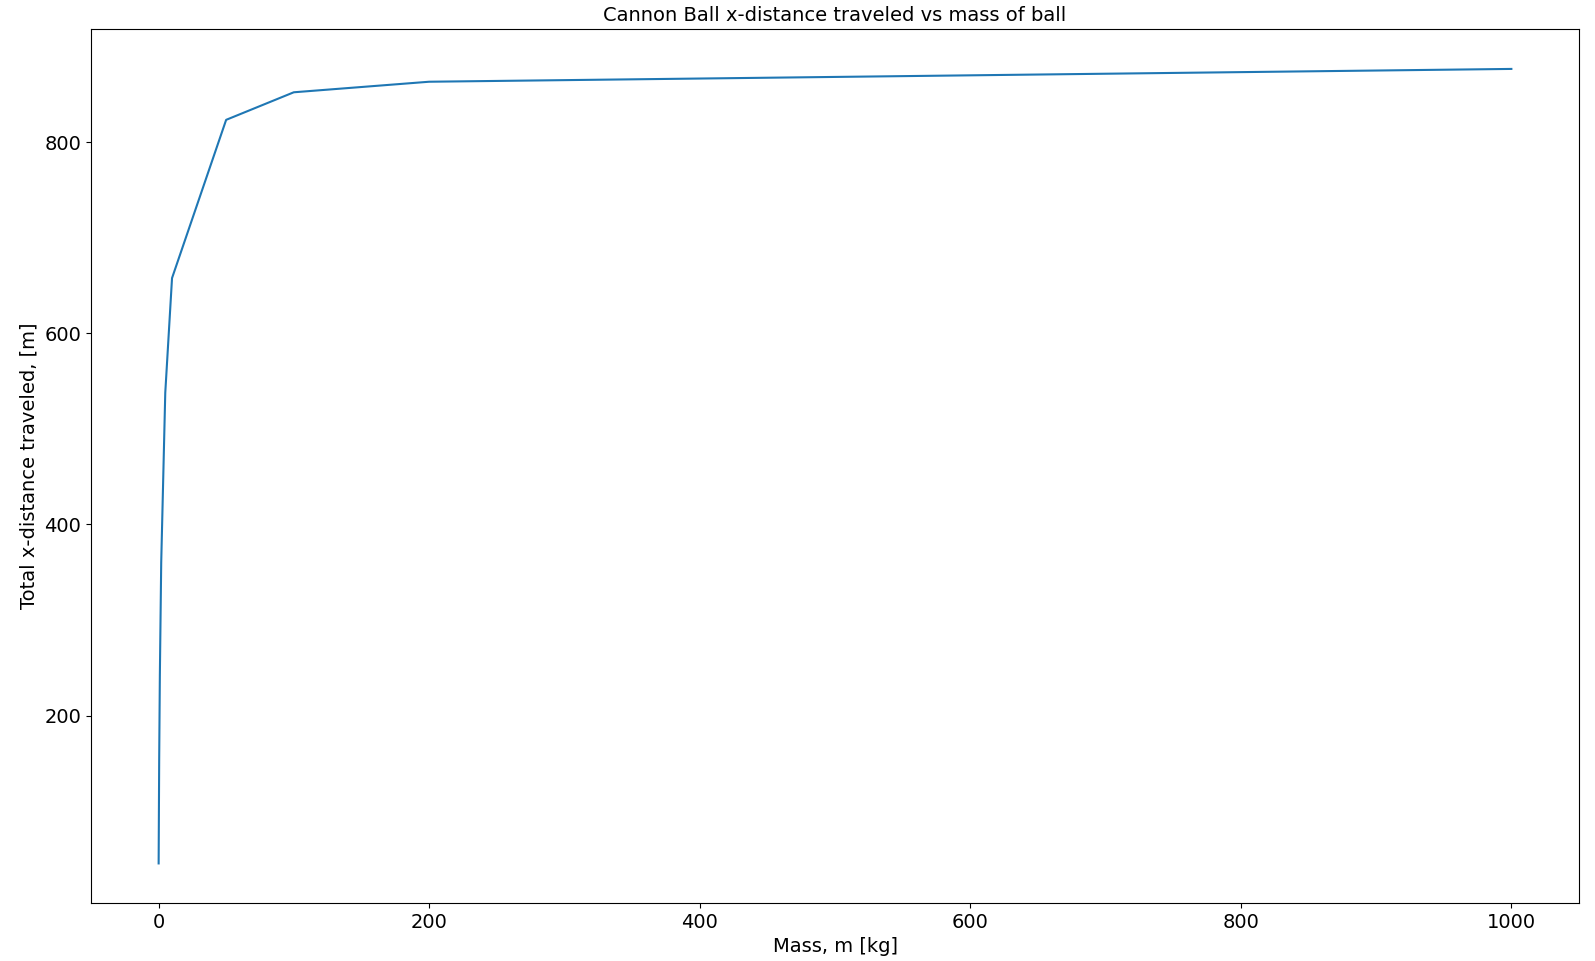 Cannon Ball x-distance traveled vs mass of ball
Total x-distance traveled, [m]
800
600
400
200
0 200 400 600 800 1000
Mass, m [kg]